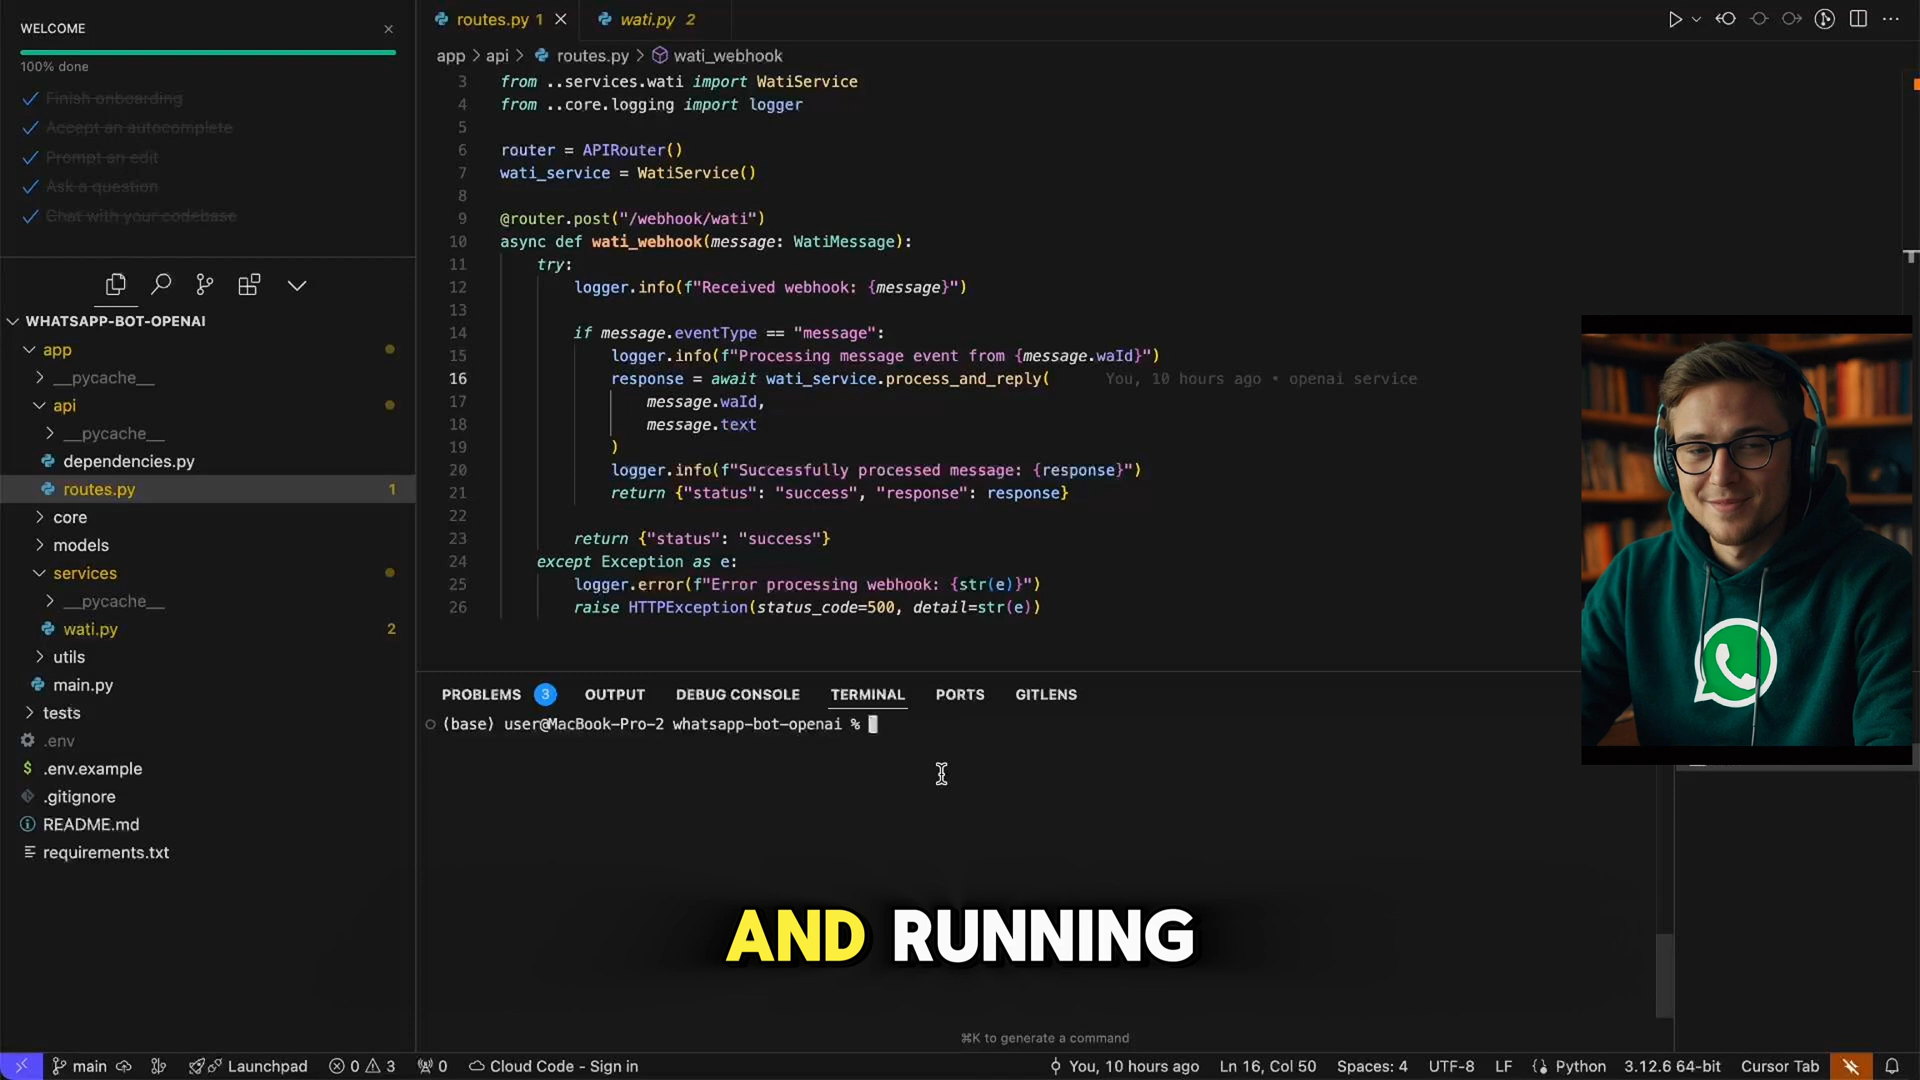 WELCOME
100% done
Finish onboarding
Accept an autocomplete
Prompt an edit
Ask a question
Chat with your codebase
WHATSAPP-BOT-OPENAI
app
__pycache__
api
__pycache__
dependencies.py
routes.py 1
core
models
services
__pycache__
wati.py 2
utils
main.py
tests
.env
$ .env.example
.gitignore
README.md
requirements.txt
routes.py 1
wati.py 2
app > api > routes.py > wati_webhook
3 from ..services.wati import WatiService
4 from ..core.logging import logger
5
6 router = APIRouter()
7 wati_service = WatiService()
8
9 @router.post("/webhook/wati")
10 async def wati_webhook(message: WatiMessage):
11 try:
12 logger.info(f"Received webhook: {message}")
13
14 if message.eventType == "message":
15 logger.info(f"Processing message event from {message.waId}")
16 response = await wati_service.process_and_reply( You, 10 hours ago • openai service
17 message.waId,
18 message.text
19 )
20 logger.info(f"Successfully processed message: {response}")
21 return {"status": "success", "response": response}
22
23 return {"status": "success"}
24 except Exception as e:
25 logger.error(f"Error processing webhook: {str(e)}")
26 raise HTTPException(status_code=500, detail=str(e))
PROBLEMS 3 OUTPUT DEBUG CONSOLE TERMINAL PORTS GITLENS
(base) user@MacBook-Pro-2 whatsapp-bot-openai %
AND RUNNING
⌘K to generate a command
main Launchpad 0 3 0 Cloud Code - Sign in You, 10 hours ago Ln 16, Col 50 Spaces: 4 UTF-8 LF Python 3.12.6 64-bit Cursor Tab